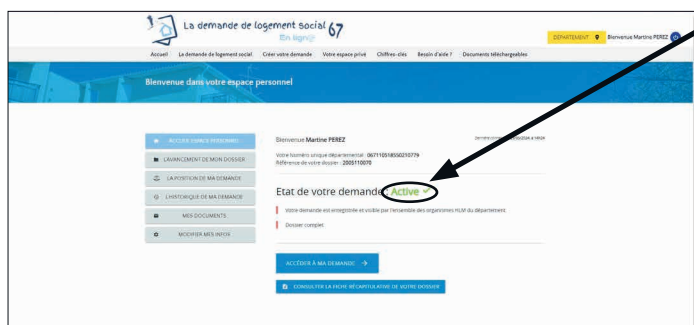 La demande de logement social 67
En ligne
DÉPARTEMENT
Bienvenue Martine PEREZ
Accueil La demande de logement social Créer votre demande Votre espace privé Chiffres-clés Besoin d'aide ? Documents téléchargeables
Bienvenue dans votre espace personnel
ACCUEIL ESPACE PERSONNEL
L'AVANCEMENT DE MON DOSSIER
LA POSITION DE MA DEMANDE
L'HISTORIQUE DE MA DEMANDE
MES DOCUMENTS
MODIFIER MES INFOS
Bienvenue Martine PEREZ
Votre Numéro unique départemental : 067110518550210779
Référence de votre dossier : 2005110070
Etat de votre demande : Active
Votre demande est enregistrée et visible par l'ensemble des organismes HLM du département
Dossier complet
ACCÉDER À MA DEMANDE
CONSULTER LA FICHE RÉCAPITULATIVE DE VOTRE DOSSIER